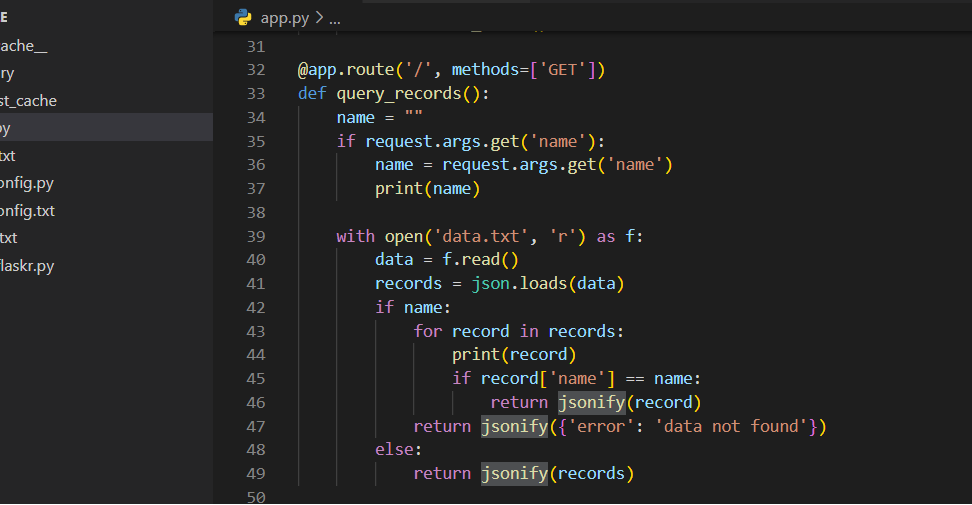 E
app.py > ...
ache__
ry
st_cache
py
txt
onfig.py
onfig.txt
txt
laskr.py
31
32 @app.route('/', methods=['GET'])
33 def query_records():
34     name = ""
35     if request.args.get('name'):
36         name = request.args.get('name')
37         print(name)
38
39     with open('data.txt', 'r') as f:
40         data = f.read()
41         records = json.loads(data)
42         if name:
43             for record in records:
44                 print(record)
45                 if record['name'] == name:
46                     return jsonify(record)
47             return jsonify({'error': 'data not found'})
48         else:
49             return jsonify(records)
50